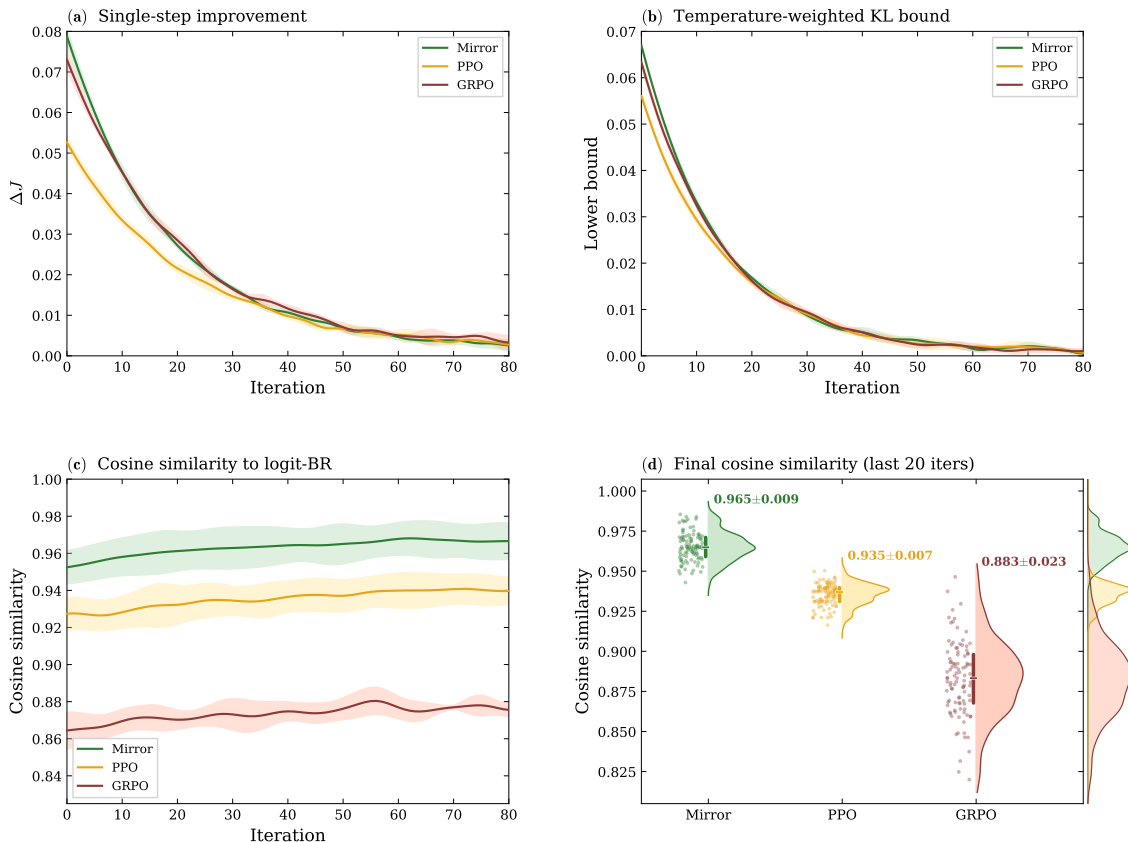 (a) Single-step improvement
0.08
0.07
0.06
0.05
0.04
0.03
0.02
0.01
0.00
ΔJ
0 10 20 30 40 50 60 70 80
Iteration
Mirror
PPO
GRPO
(b) Temperature-weighted KL bound
0.07
0.06
0.05
0.04
0.03
0.02
0.01
0.00
Lower bound
0 10 20 30 40 50 60 70 80
Iteration
Mirror
PPO
GRPO
(c) Cosine similarity to logit-BR
1.00
0.98
0.96
0.94
0.92
0.90
0.88
0.86
0.84
Cosine similarity
0 10 20 30 40 50 60 70 80
Iteration
Mirror
PPO
GRPO
(d) Final cosine similarity (last 20 iters)
1.000
0.975
0.950
0.925
0.900
0.875
0.850
0.825
Cosine similarity
0.965±0.009
0.935±0.007
0.883±0.023
Mirror PPO GRPO